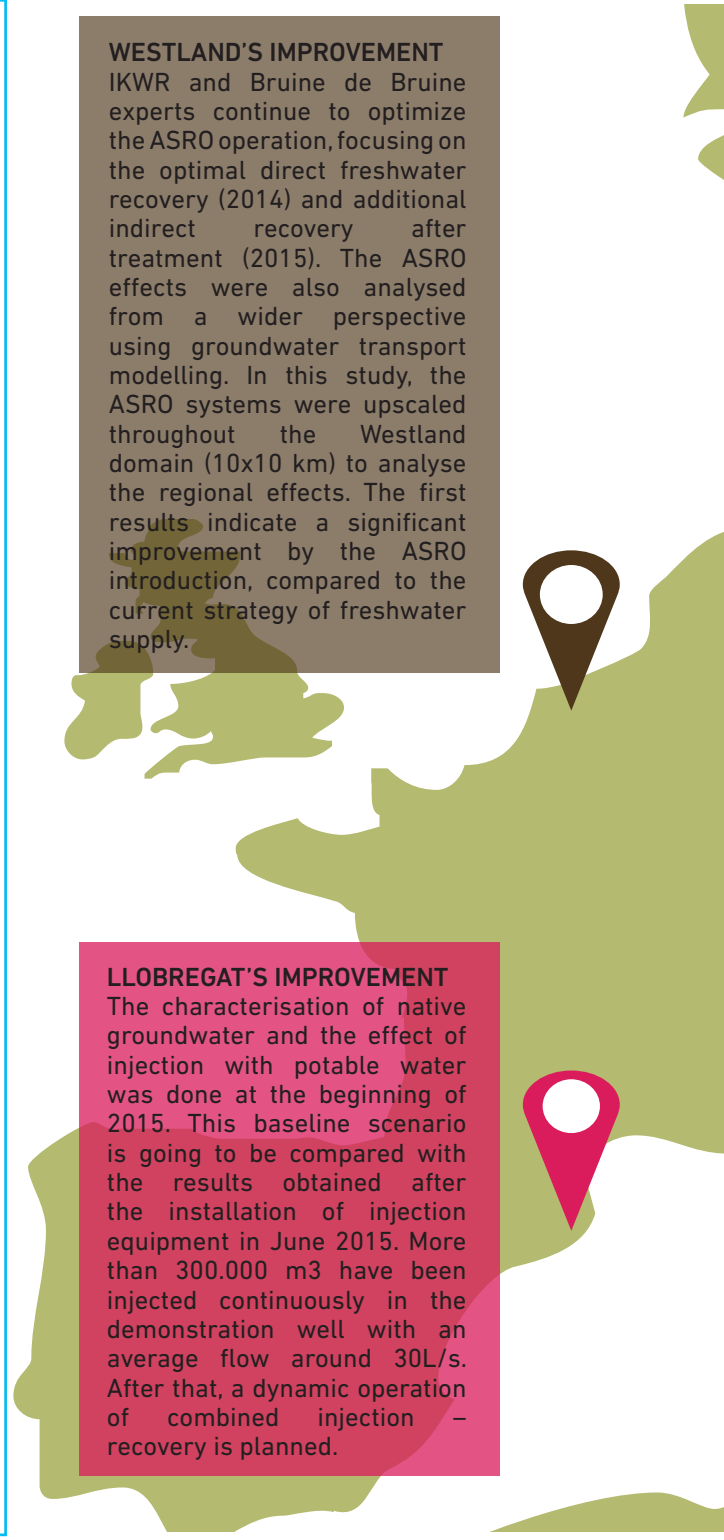 WESTLAND'S IMPROVEMENT
IKWR and Bruine de Bruine
experts continue to optimize
the ASRO operation, focusing on
the optimal direct freshwater
recovery (2014) and additional
indirect recovery after
treatment (2015). The ASRO
effects were also analysed
from a wider perspective
using groundwater transport
modelling. In this study, the
ASRO systems were upscaled
throughout the Westland
domain (10x10 km) to analyse
the regional effects. The first
results indicate a significant
improvement by the ASRO
introduction, compared to the
current strategy of freshwater
supply.
LLOBREGAT'S IMPROVEMENT
The characterisation of native
groundwater and the effect of
injection with potable water
was done at the beginning of
2015. This baseline scenario
is going to be compared with
the results obtained after
the installation of injection
equipment in June 2015. More
than 300.000 m3 have been
injected continuously in the
demonstration well with an
average flow around 30L/s.
After that, a dynamic operation
of combined injection –
recovery is planned.